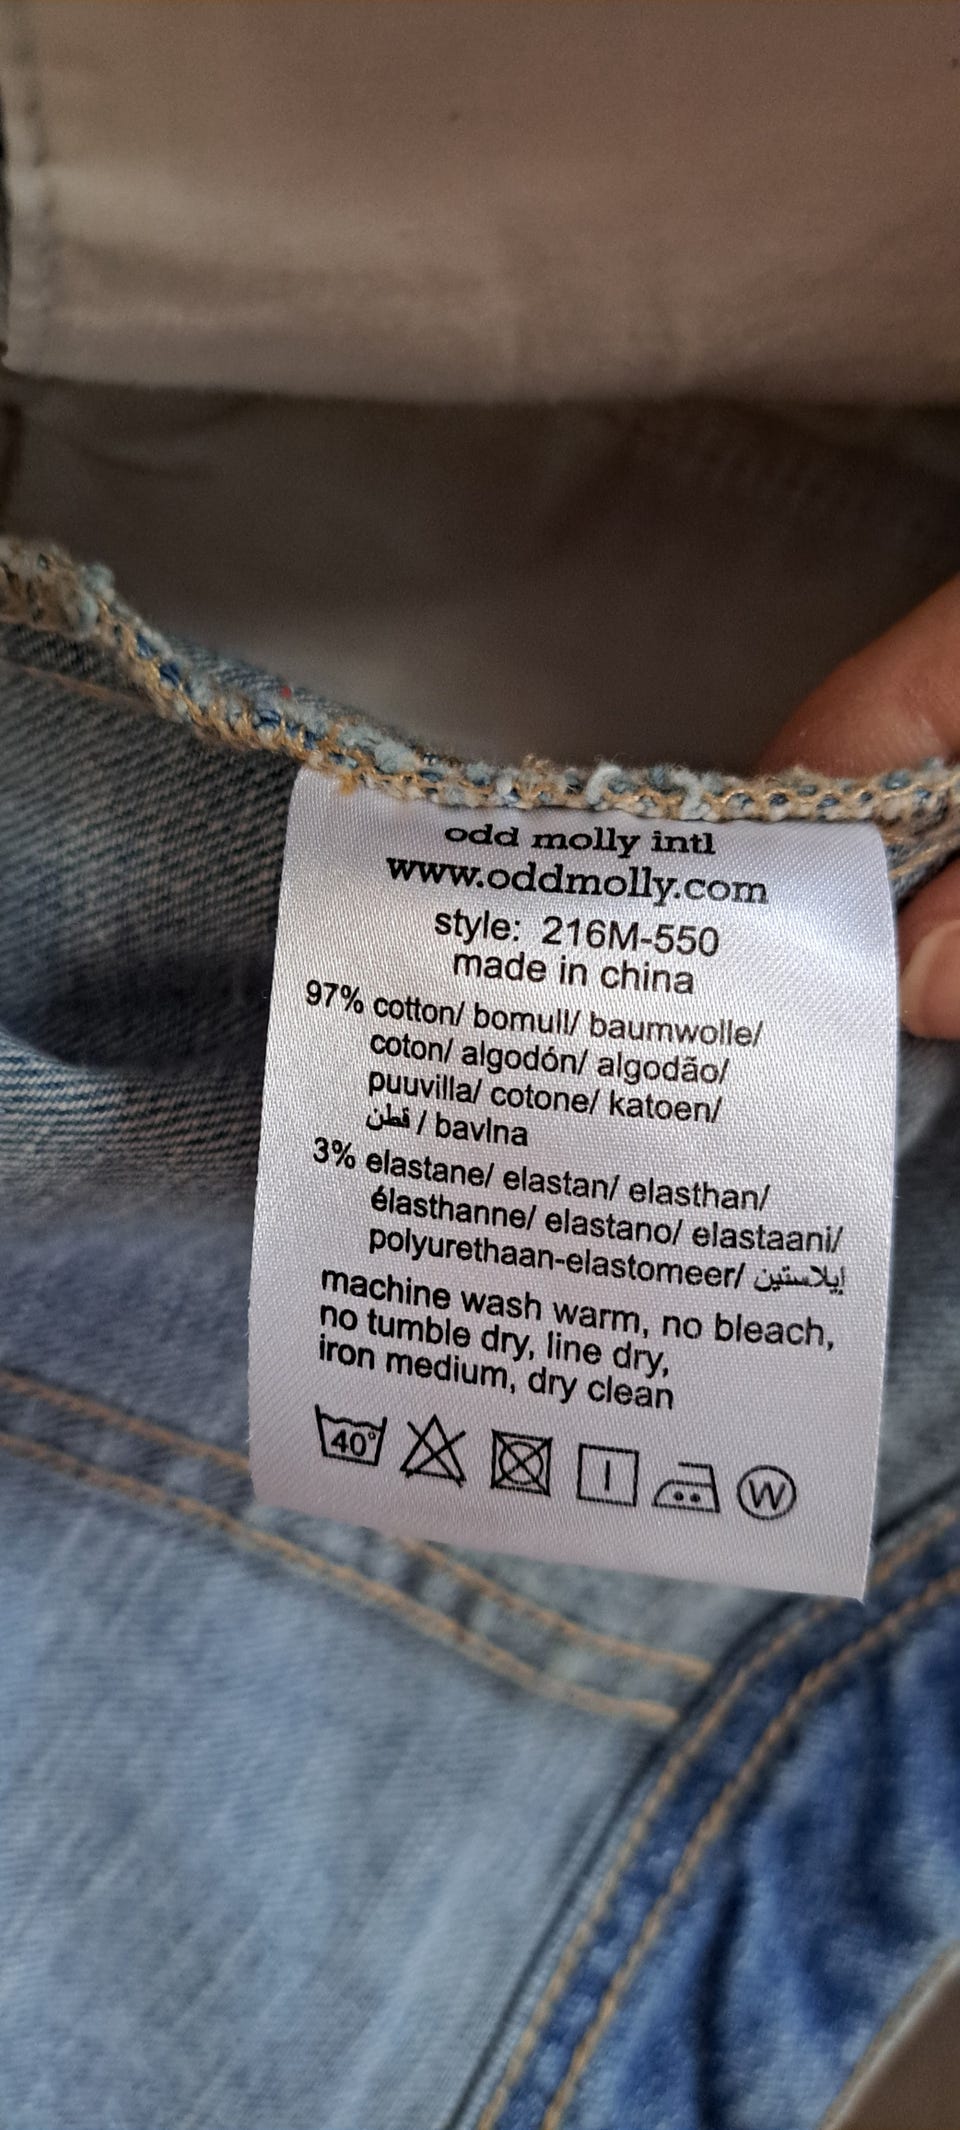 odd molly intl
www.oddmolly.com
style: 216M-550
made in china
97% cotton/ bomull/ baumwolle/
coton/ algodón/ algodão/
puuvilla/ cotone/ katoen/
قطن / bavlna
3% elastane/ elastan/ elasthan/
élasthanne/ elastano/ elastaani/
polyurethaan-elastomeer/ إيلاستين
machine wash warm, no bleach,
no tumble dry, line dry,
iron medium, dry clean
40° W